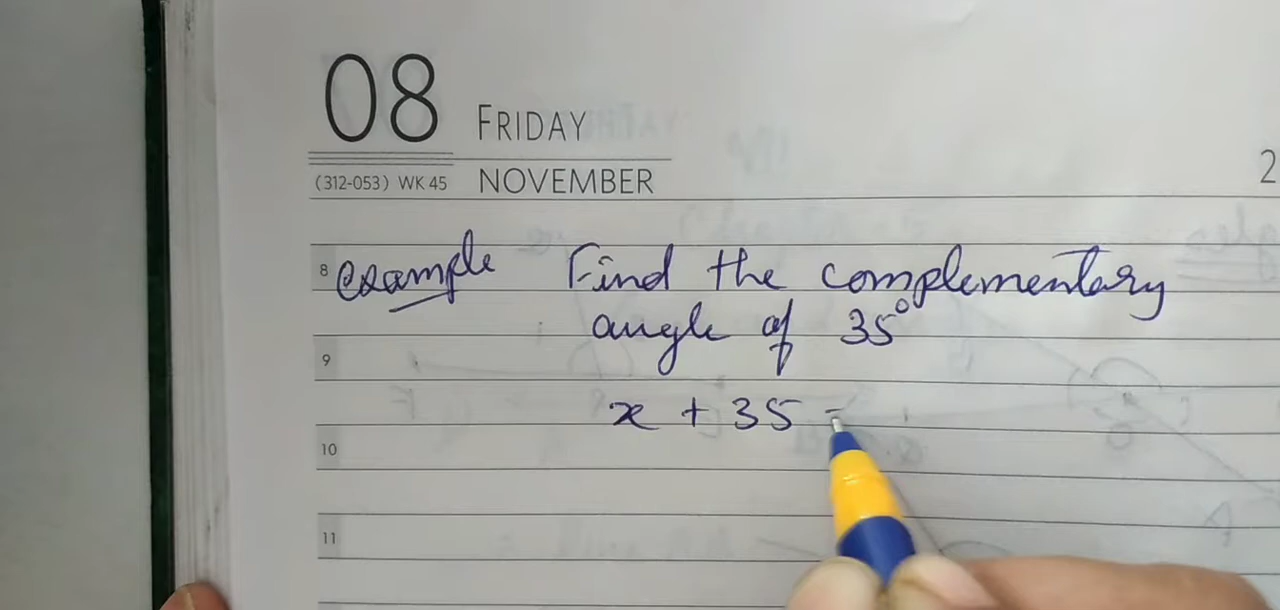 08 FRIDAY
(312-053) WK 45 NOVEMBER
2
8 example Find the complementary
angle of 35°
9
x + 35 =
10
11